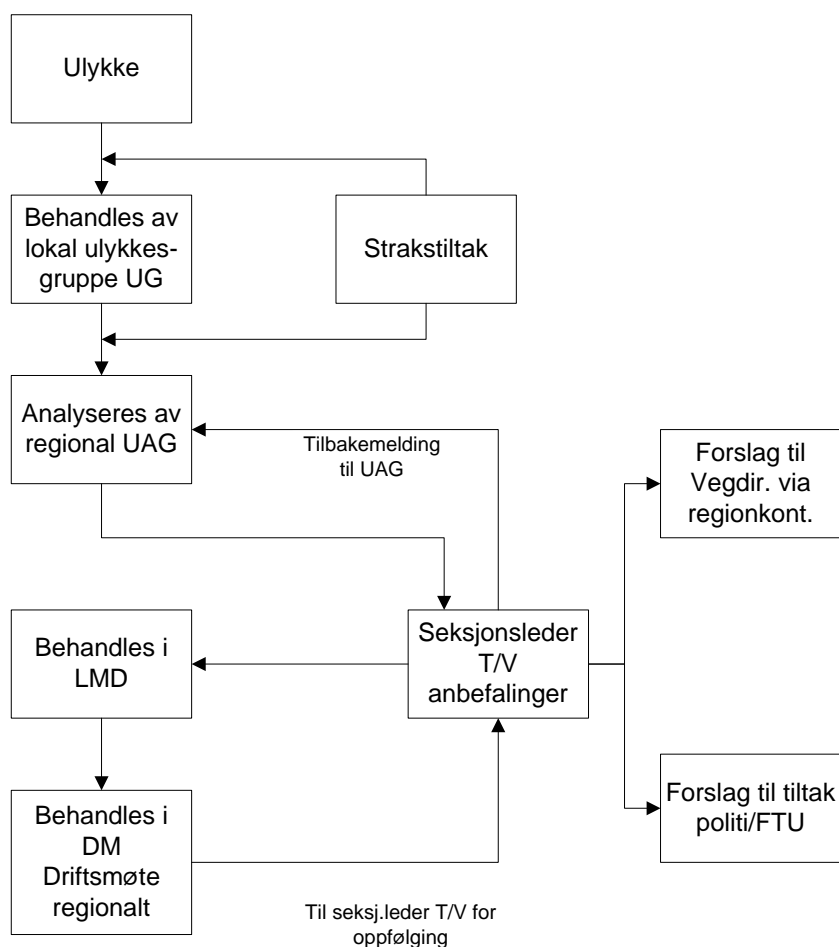 Ulykke
Behandles av
lokal ulykkes-
gruppe UG
Strakstiltak
Analyseres av
regional UAG
Tilbakemelding
til UAG
Forslag til
Vegdir. via
regionkont.
Behandles i
LMD
Seksjonsleder
T/V
anbefalinger
Behandles i
DM
Driftsmøte
regionalt
Forslag til tiltak
politi/FTU
Til seksj.leder T/V for
oppfølging